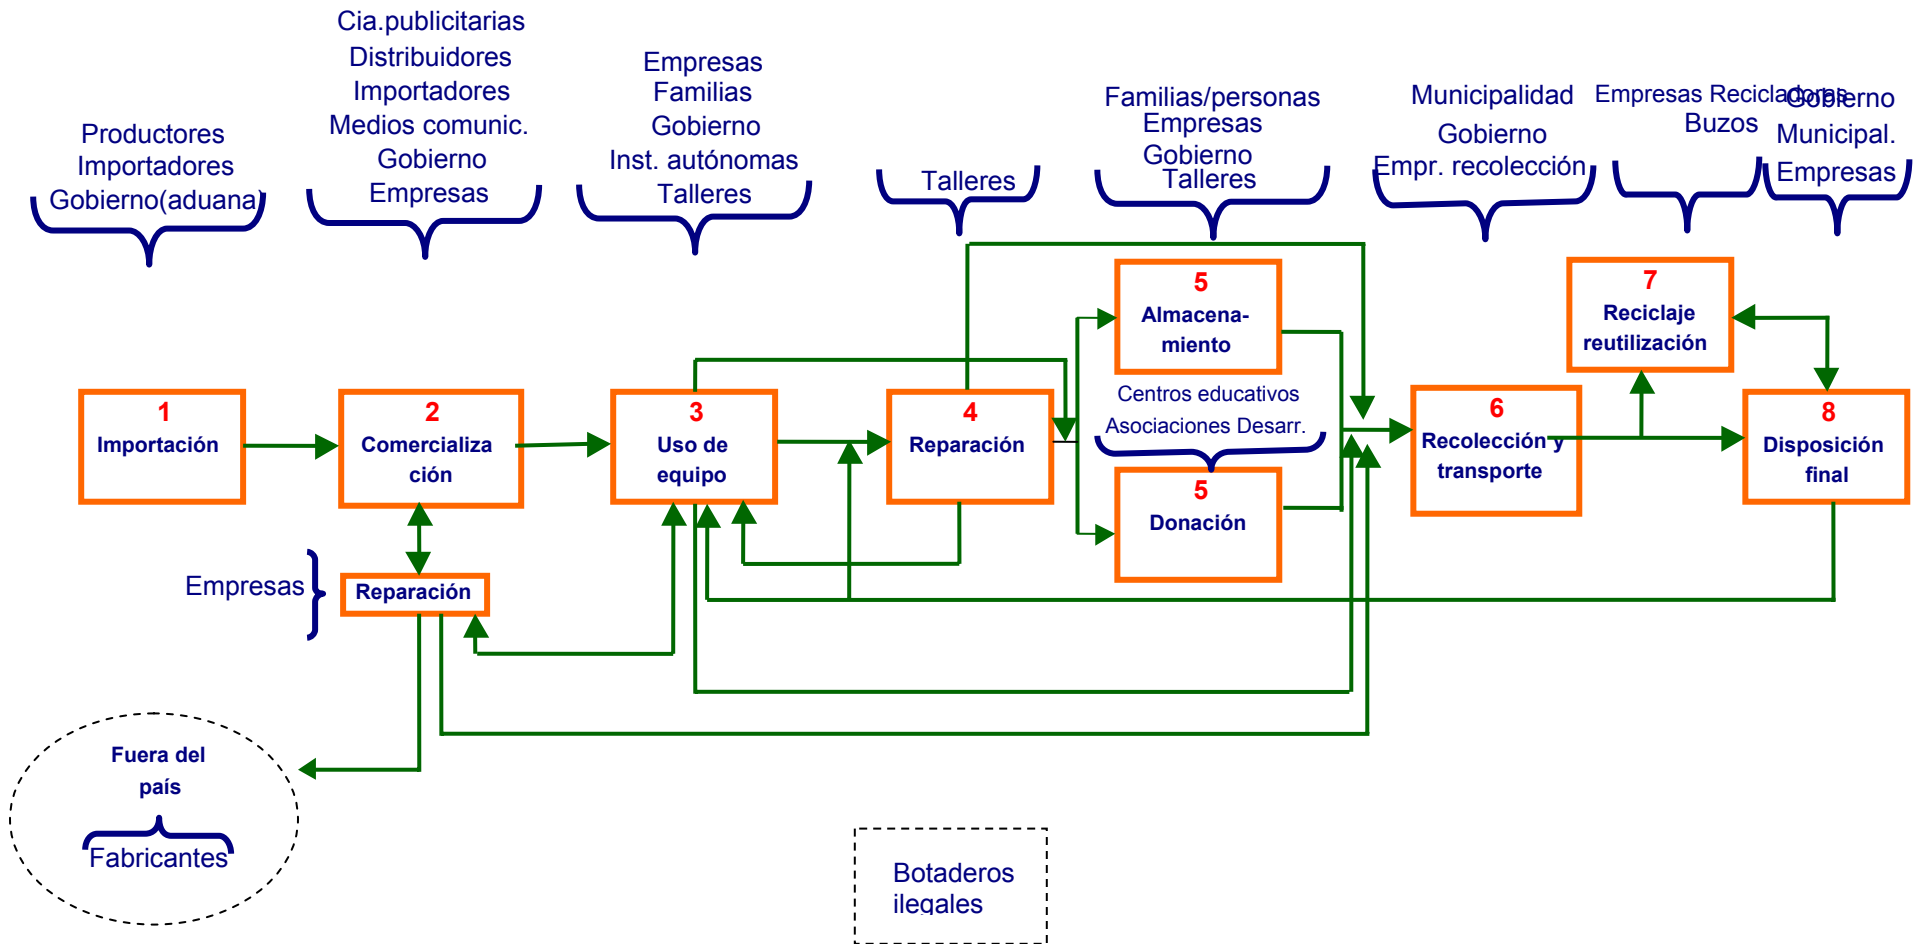 Productores
Importadores
Gobierno(aduana)
Cia.publicitarias
Distribuidores
Importadores
Medios comunic.
Gobierno
Empresas
Empresas
Familias
Gobierno
Inst. autónomas
Talleres
Talleres
Familias/personas
Empresas
Gobierno
Talleres
Municipalidad
Gobierno
Empr. recolección
Empresas Recicladoras
Buzos
Gobierno
Municipal.
Empresas
1
Importación
2
Comercializa
ción
3
Uso de
equipo
4
Reparación
5
Almacena-
miento
Centros educativos
Asociaciones Desarr.
5
Donación
6
Recolección y
transporte
7
Reciclaje
reutilización
8
Disposición
final
Empresas
Reparación
Fuera del
país
Fabricantes
Botaderos
ilegales